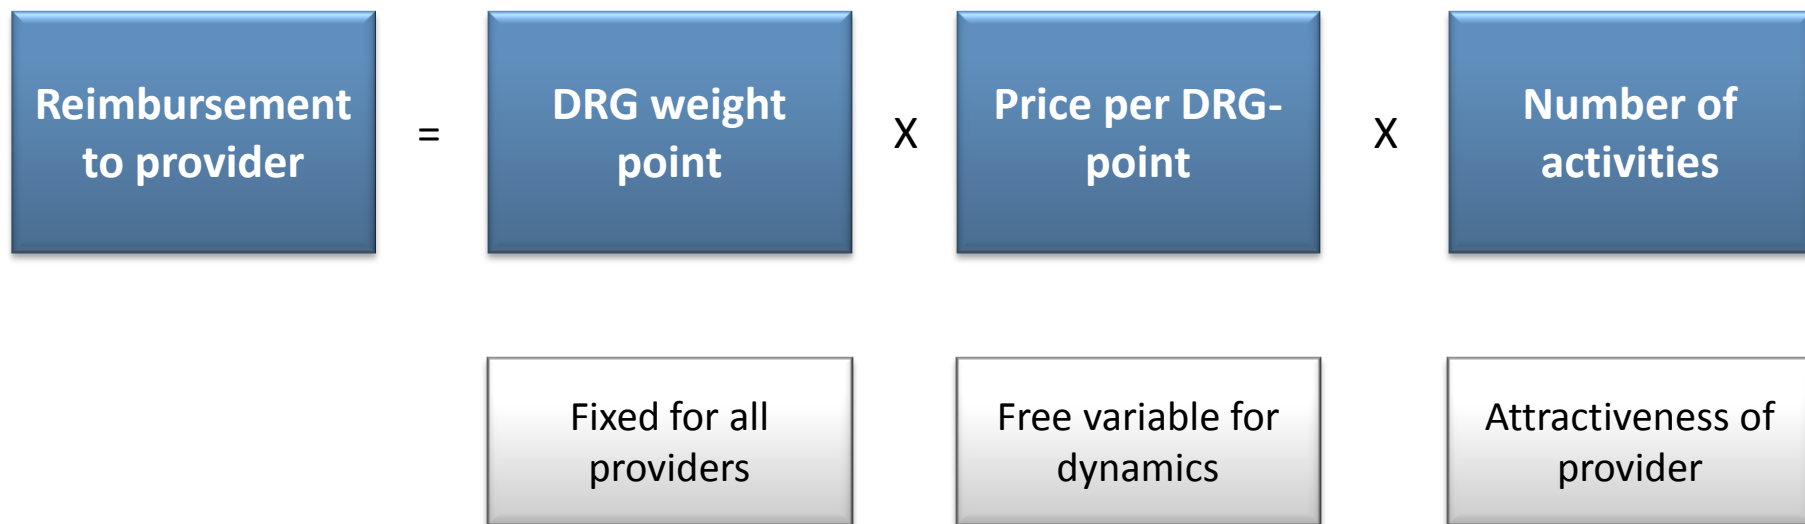 Reimbursement
to provider
=
DRG weight
point
X
Price per DRG-
point
X
Number of
activities
Fixed for all
providers
Free variable for
dynamics
Attractiveness of
provider